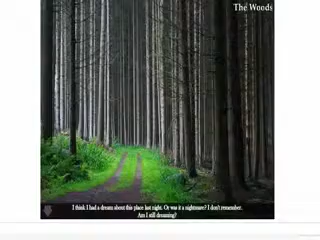 The Woods
I think I had a dream about this place last night. Or was it a nightmare? I don't remember.
Am I still dreaming?